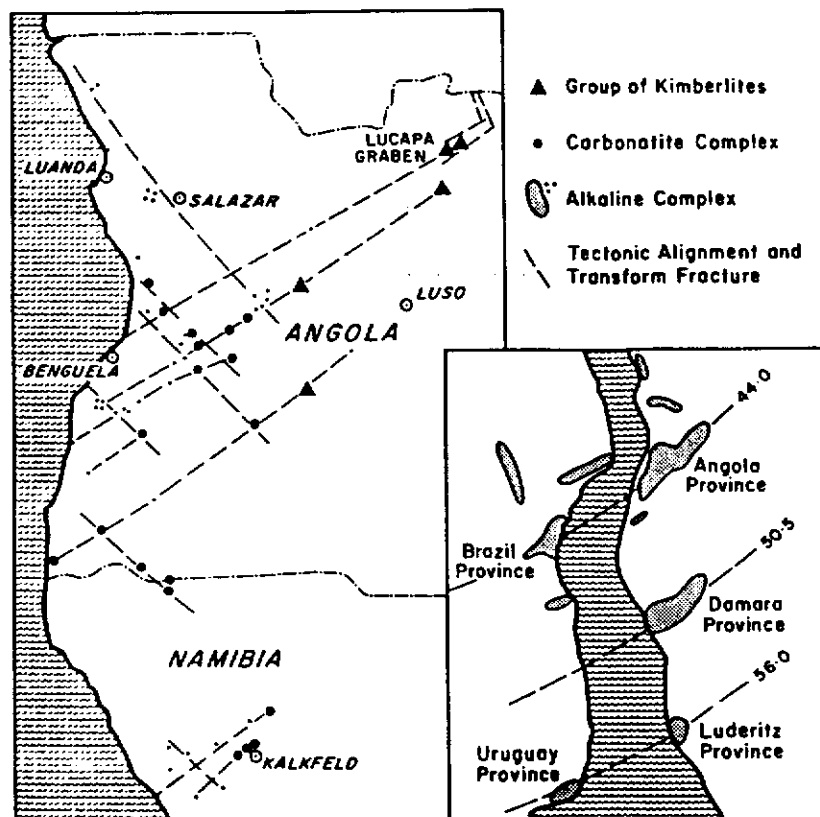 LUCAPA
GRABEN
LUANDA
SALAZAR
LUSO
ANGOLA
BENGUELA
NAMIBIA
KALKFELD
Group of Kimberlites
Carbonatite Complex
Alkaline Complex
Tectonic Alignment and
Transform Fracture
44·0
Angola
Province
Brazil
Province
50·5
Damara
Province
56·0
Luderitz
Province
Uruguay
Province